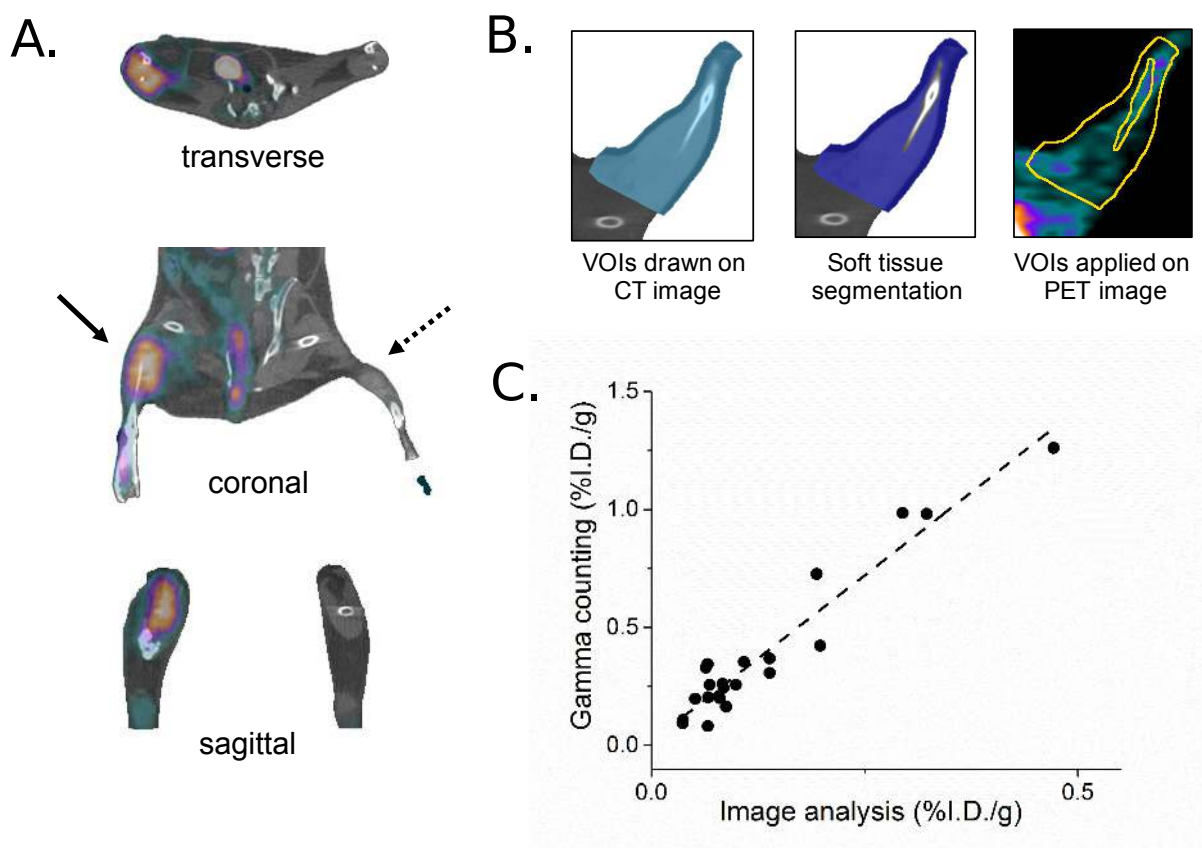 A.
transverse
coronal
sagittal
B.
VOIs drawn on
CT image
Soft tissue
segmentation
VOIs applied on
PET image
C.
Gamma counting (%I.D./g)
1.5
1.0
0.5
0.0
0.0
0.5
Image analysis (%I.D./g)